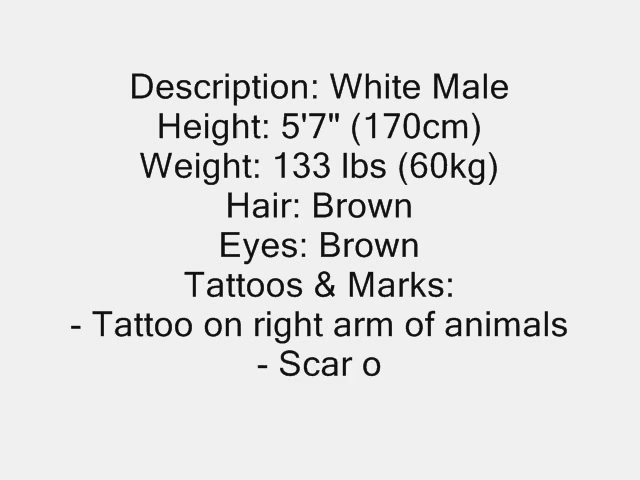 Description: White Male
Height: 5'7" (170cm)
Weight: 133 lbs (60kg)
Hair: Brown
Eyes: Brown
Tattoos & Marks:
- Tattoo on right arm of animals
- Scar o